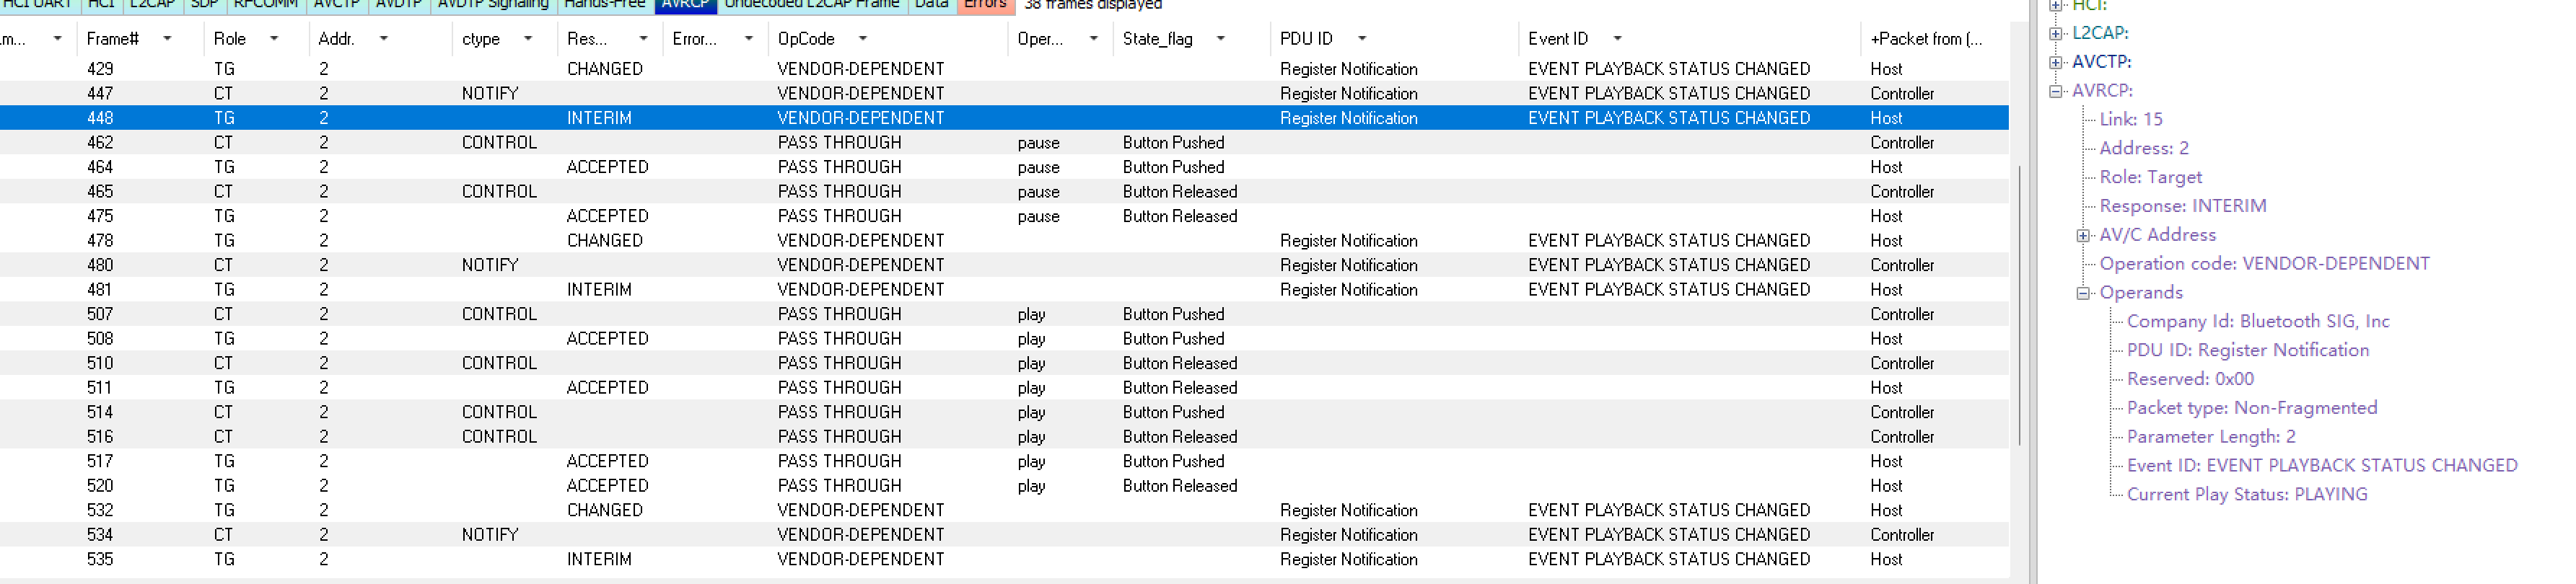 HCI UART HCI L2CAP SDP RFCOMM AVCTP AVDTP AVDTP Signaling Hands-Free AVRCP Undecoded L2CAP Frame Data Errors 38 frames displayed
.m... Frame# Role Addr. ctype Res... Error... OpCode Oper... State_flag PDU ID Event ID +Packet from (...
429 TG 2 CHANGED VENDOR-DEPENDENT Register Notification EVENT PLAYBACK STATUS CHANGED Host
447 CT 2 NOTIFY VENDOR-DEPENDENT Register Notification EVENT PLAYBACK STATUS CHANGED Controller
448 TG 2 INTERIM VENDOR-DEPENDENT Register Notification EVENT PLAYBACK STATUS CHANGED Host
462 CT 2 CONTROL PASS THROUGH pause Button Pushed Controller
464 TG 2 ACCEPTED PASS THROUGH pause Button Pushed Host
465 CT 2 CONTROL PASS THROUGH pause Button Released Controller
475 TG 2 ACCEPTED PASS THROUGH pause Button Released Host
478 TG 2 CHANGED VENDOR-DEPENDENT Register Notification EVENT PLAYBACK STATUS CHANGED Host
480 CT 2 NOTIFY VENDOR-DEPENDENT Register Notification EVENT PLAYBACK STATUS CHANGED Controller
481 TG 2 INTERIM VENDOR-DEPENDENT Register Notification EVENT PLAYBACK STATUS CHANGED Host
507 CT 2 CONTROL PASS THROUGH play Button Pushed Controller
508 TG 2 ACCEPTED PASS THROUGH play Button Pushed Host
510 CT 2 CONTROL PASS THROUGH play Button Released Controller
511 TG 2 ACCEPTED PASS THROUGH play Button Released Host
514 CT 2 CONTROL PASS THROUGH play Button Pushed Controller
516 CT 2 CONTROL PASS THROUGH play Button Released Controller
517 TG 2 ACCEPTED PASS THROUGH play Button Pushed Host
520 TG 2 ACCEPTED PASS THROUGH play Button Released Host
532 TG 2 CHANGED VENDOR-DEPENDENT Register Notification EVENT PLAYBACK STATUS CHANGED Host
534 CT 2 NOTIFY VENDOR-DEPENDENT Register Notification EVENT PLAYBACK STATUS CHANGED Controller
535 TG 2 INTERIM VENDOR-DEPENDENT Register Notification EVENT PLAYBACK STATUS CHANGED Host
HCI:
L2CAP:
AVCTP:
AVRCP:
Link: 15
Address: 2
Role: Target
Response: INTERIM
AV/C Address
Operation code: VENDOR-DEPENDENT
Operands
Company Id: Bluetooth SIG, Inc
PDU ID: Register Notification
Reserved: 0x00
Packet type: Non-Fragmented
Parameter Length: 2
Event ID: EVENT PLAYBACK STATUS CHANGED
Current Play Status: PLAYING